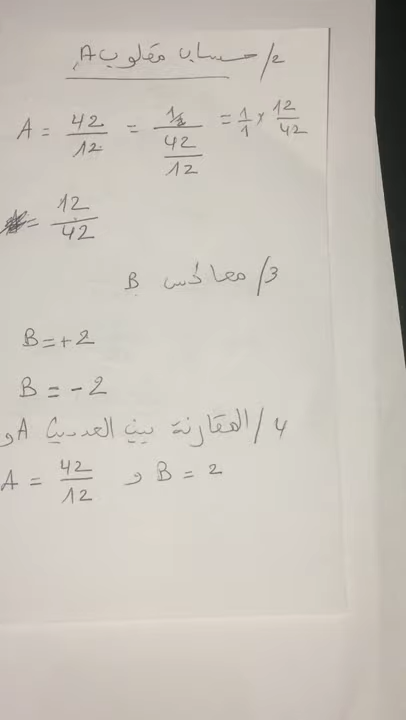 2/ حساب مقلوب A
A = 42/12 = 1/(42/12) = 1/1 × 12/42
= 12/42
3/ معاكس B
B = +2
B = -2
4/ المقارنة بين العددين A و
A = 42/12 و B = 2